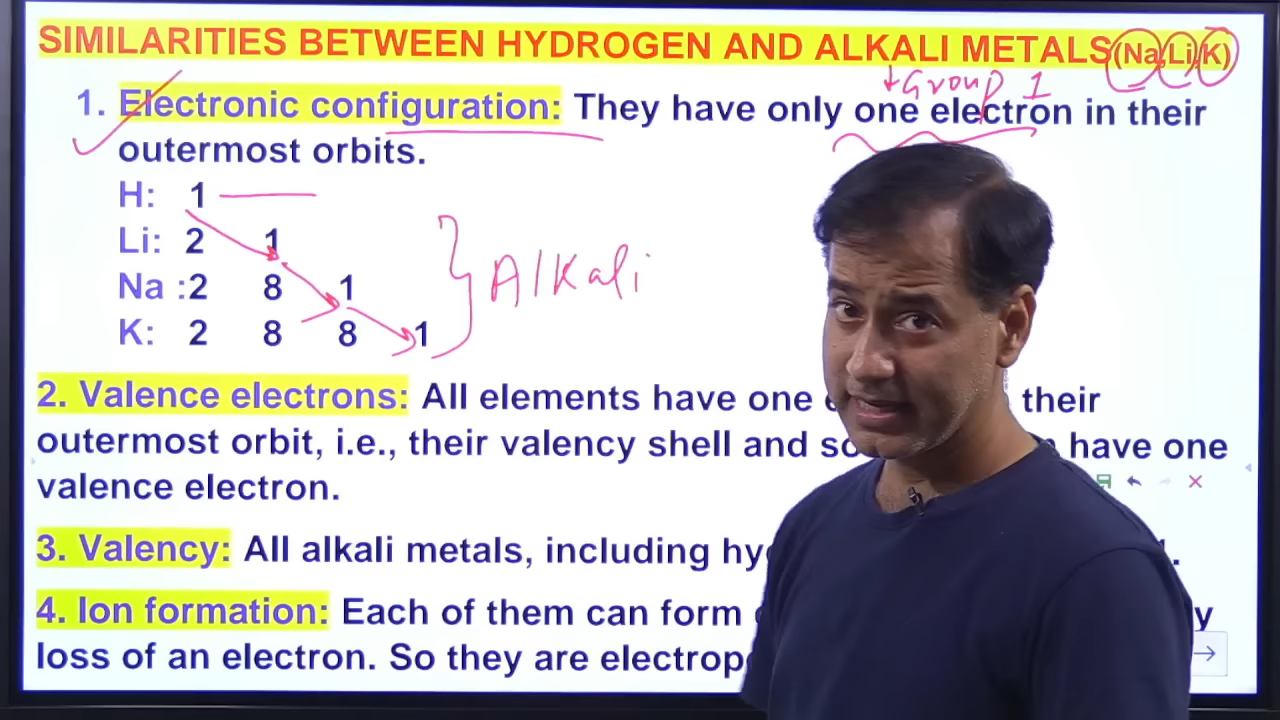 SIMILARITIES BETWEEN HYDROGEN AND ALKALI METALS(Na,Li,K)
↓Group 1
1. Electronic configuration: They have only one electron in their
outermost orbits.
H: 1
Li: 2 1
Na :2 8 1
K: 2 8 8 1
Alkali
2. Valence electrons: All elements have one their
outermost orbit, i.e., their valency shell and so have one
valence electron.
3. Valency: All alkali metals, including
4. Ion formation: Each of them can form
loss of an electron. So they are